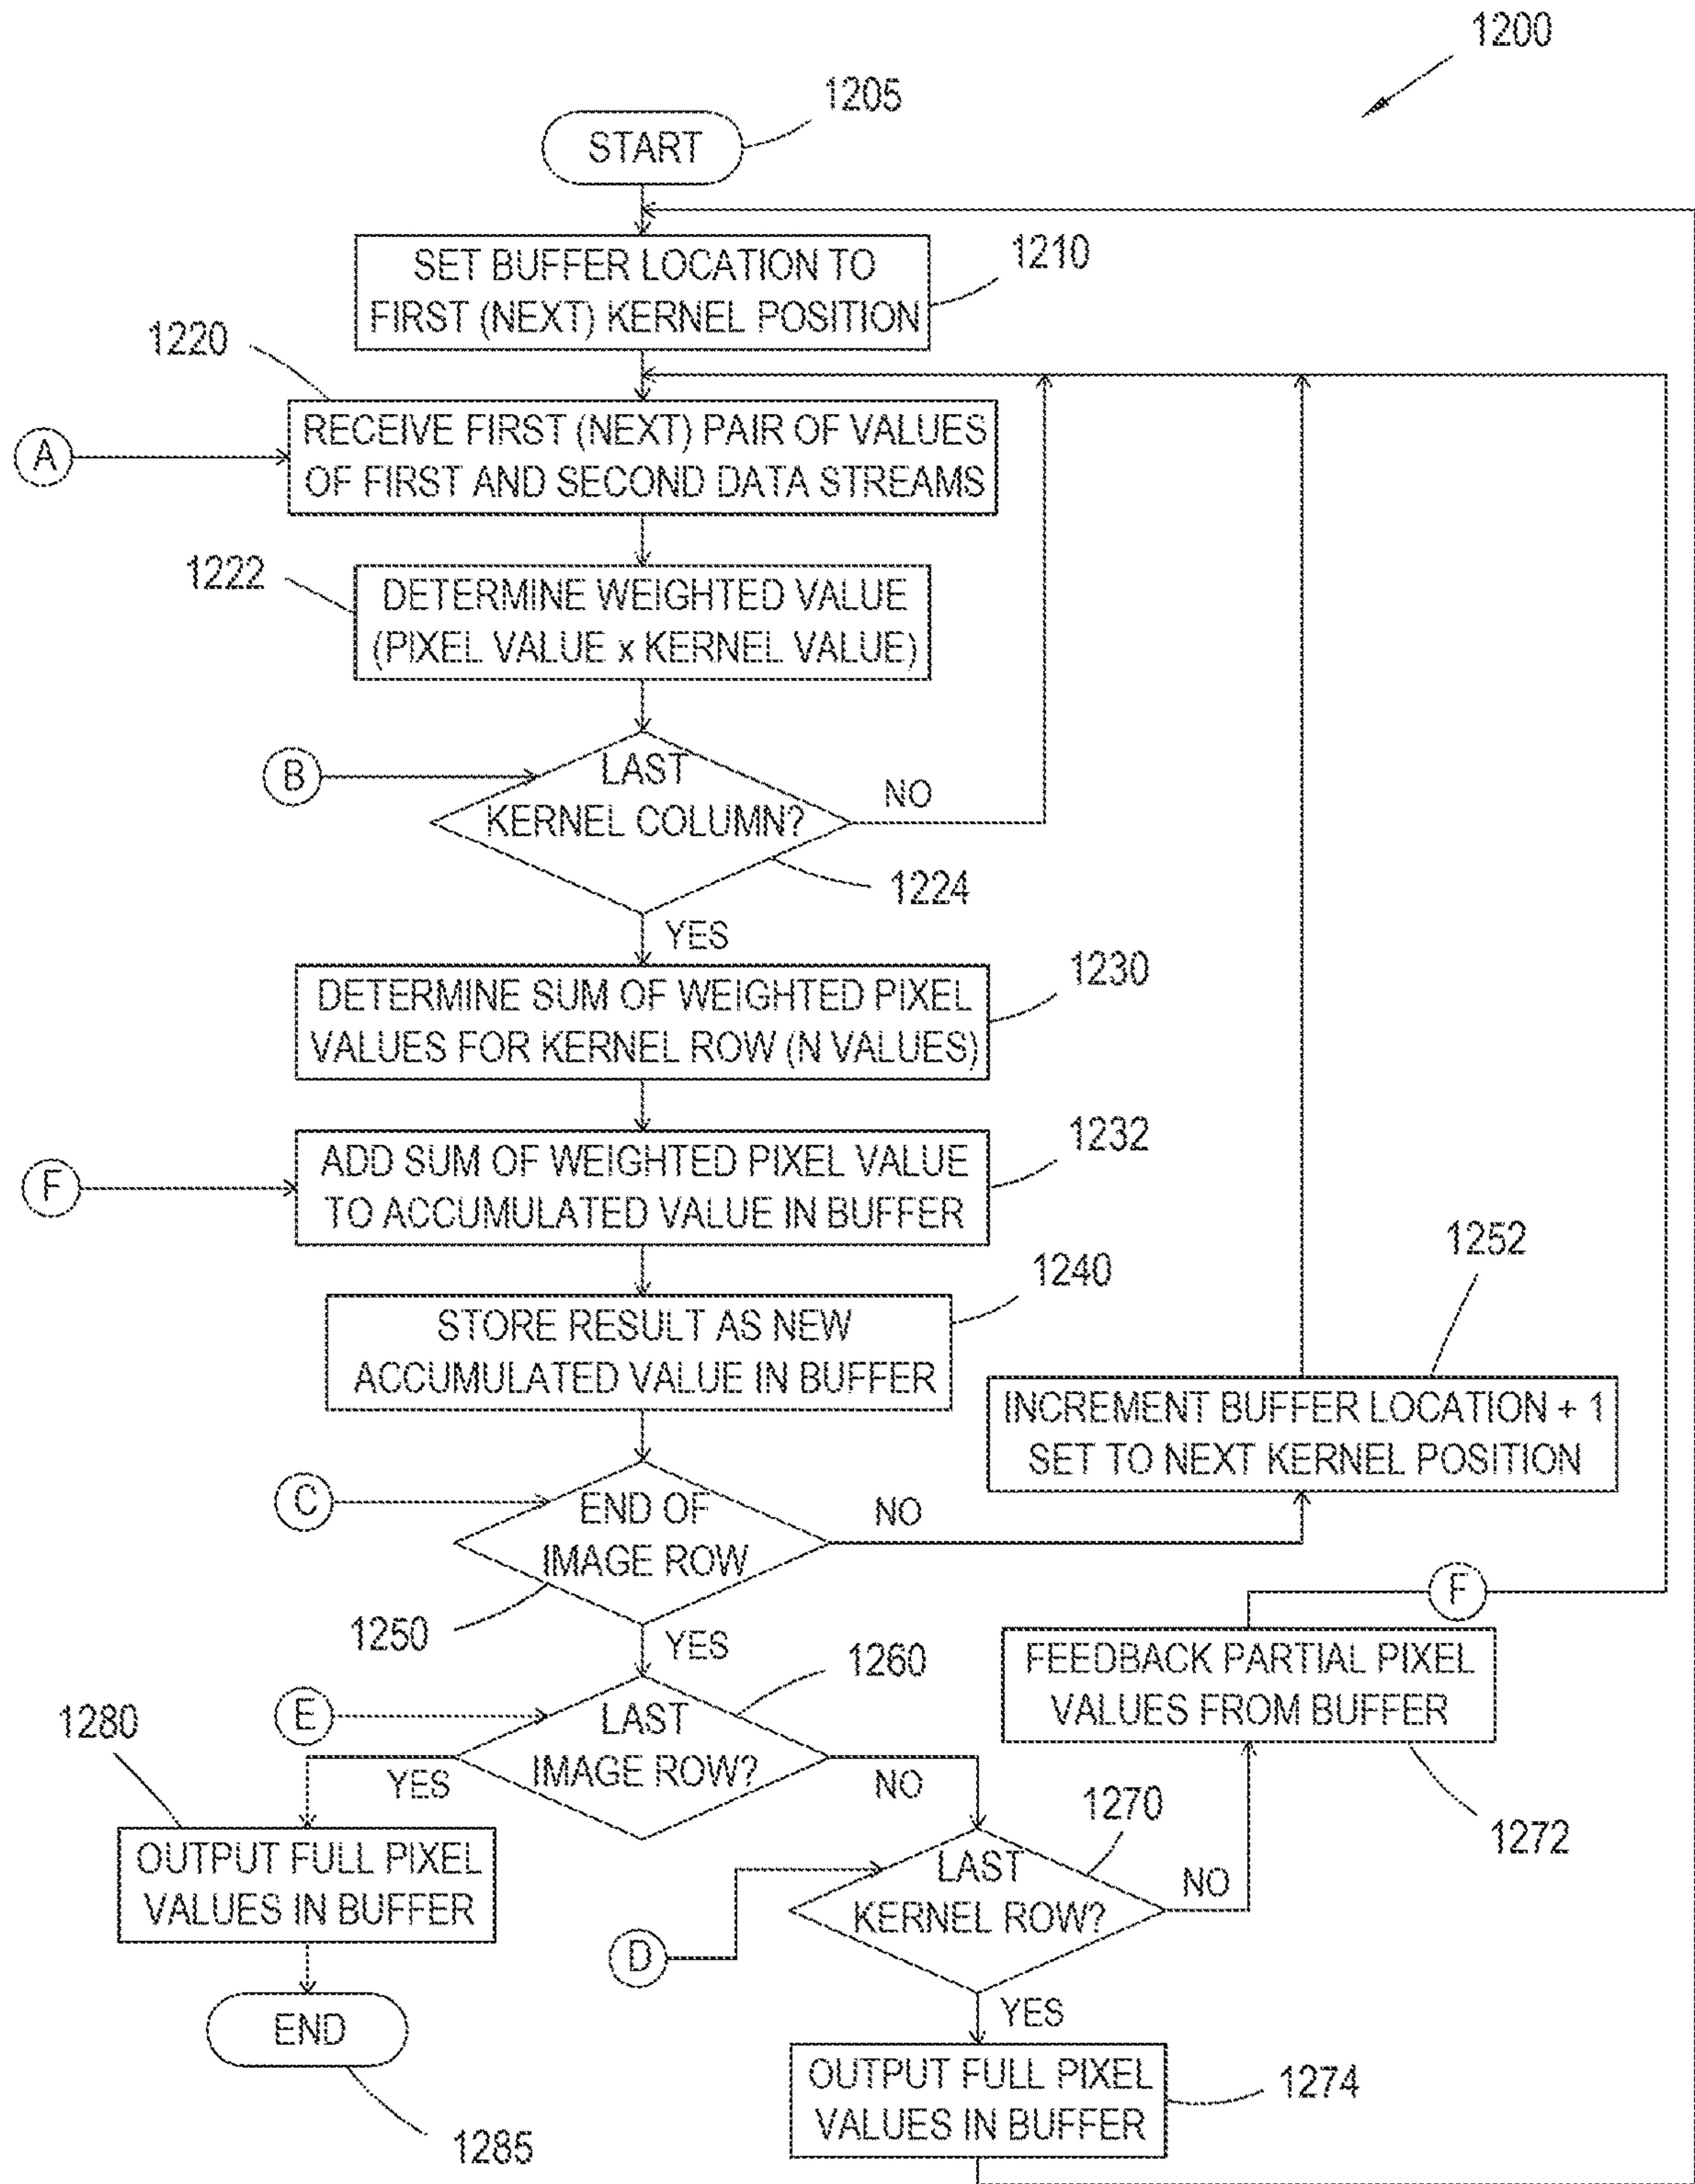 1200
1205
START
SET BUFFER LOCATION TO
FIRST (NEXT) KERNEL POSITION
1210
1220
RECEIVE FIRST (NEXT) PAIR OF VALUES
OF FIRST AND SECOND DATA STREAMS
A
1222
DETERMINE WEIGHTED VALUE
(PIXEL VALUE x KERNEL VALUE)
B
LAST
KERNEL COLUMN?
NO
1224
YES
1230
DETERMINE SUM OF WEIGHTED PIXEL
VALUES FOR KERNEL ROW (N VALUES)
1232
F
ADD SUM OF WEIGHTED PIXEL VALUE
TO ACCUMULATED VALUE IN BUFFER
1240
STORE RESULT AS NEW
ACCUMULATED VALUE IN BUFFER
1252
INCREMENT BUFFER LOCATION + 1
SET TO NEXT KERNEL POSITION
C
END OF
IMAGE ROW
NO
1250
YES
F
FEEDBACK PARTIAL PIXEL
VALUES FROM BUFFER
1272
1260
E
LAST
IMAGE ROW?
YES
NO
1280
OUTPUT FULL PIXEL
VALUES IN BUFFER
1270
LAST
KERNEL ROW?
NO
D
YES
END
1285
OUTPUT FULL PIXEL
VALUES IN BUFFER
1274